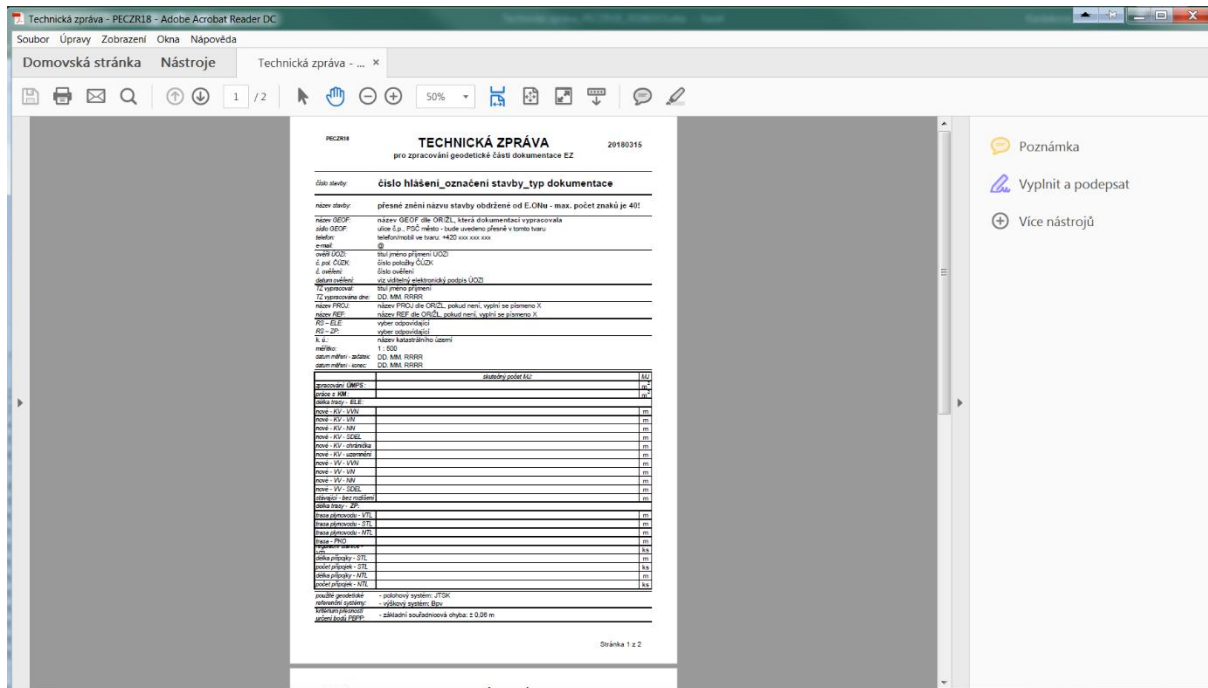 Technická zpráva - PECZR18 - Adobe Acrobat Reader DC
Soubor Úpravy Zobrazení Okna Nápověda
Domovská stránka Nástroje Technická zpráva - ... ×
1 / 2 50%
Poznámka
Vyplnit a podepsat
Více nástrojů
PECZR18 TECHNICKÁ ZPRÁVA 20180315
pro zpracování geodetické části dokumentace EZ
číslo stavby: číslo hlášení_označení stavby_typ dokumentace
název stavby: přesné znění názvu stavby obdržené od E.ONu - max. počet znaků je 40!
název GEOF: název GEOF dle OR/ŽL, která dokumentaci vypracovala
sídlo GEOF: ulice č.p., PSČ město - bude uvedeno přesně v tomto tvaru
telefon: telefon/mobil ve tvaru: +420 xxx xxx xxx
e-mail: @
ověřil ÚOZI: titul jméno příjmení ÚOZI
č. pol. ČÚZK: číslo položky ČÚZK
č. ověření: číslo ověření
datum ověření: viz viditelný elektronický podpis ÚOZI
TZ vypracoval: titul jméno příjmení
TZ vypracována dne: DD. MM. RRRR
název PROJ: název PROJ dle OR/ŽL, pokud není, vyplní se písmeno X
název REF: název REF dle OR/ŽL, pokud není, vyplní se písmeno X
RS – ELE: vyber odpovídající
RS – ZP: vyber odpovídající
k. ú.: název katastrálního území
měřítko: 1 : 500
datum měření - začátek: DD. MM. RRRR
datum měření - konec: DD. MM. RRRR
skutečný počet MJ: MJ
zpracování ÚMPS: m²
práce s KM: m²
délka trasy - ELE:
nové - KV - VVN m
nové - KV - VN m
nové - KV - NN m
nové - KV - SDEL m
nové - KV - chránička m
nové - KV - uzemnění m
nové - VV - VVN m
nové - VV - VN m
nové - VV - NN m
nové - VV - SDEL m
stávající - bez rozlišení m
délka trasy - ZP:
trasa plynovodu - VTL m
trasa plynovodu - STL m
trasa plynovodu - NTL m
trasa - PKO m
regulační stanice - ks
délka přípojky - STL m
počet přípojek - STL ks
délka přípojky - NTL m
počet přípojek - NTL ks
použité geodetické - polohový systém: JTSK
referenční systémy: - výškový systém: Bpv
kritérium přesnosti
určení bodů PBPP: - základní souřadnicová chyba: ± 0,06 m
Stránka 1 z 2